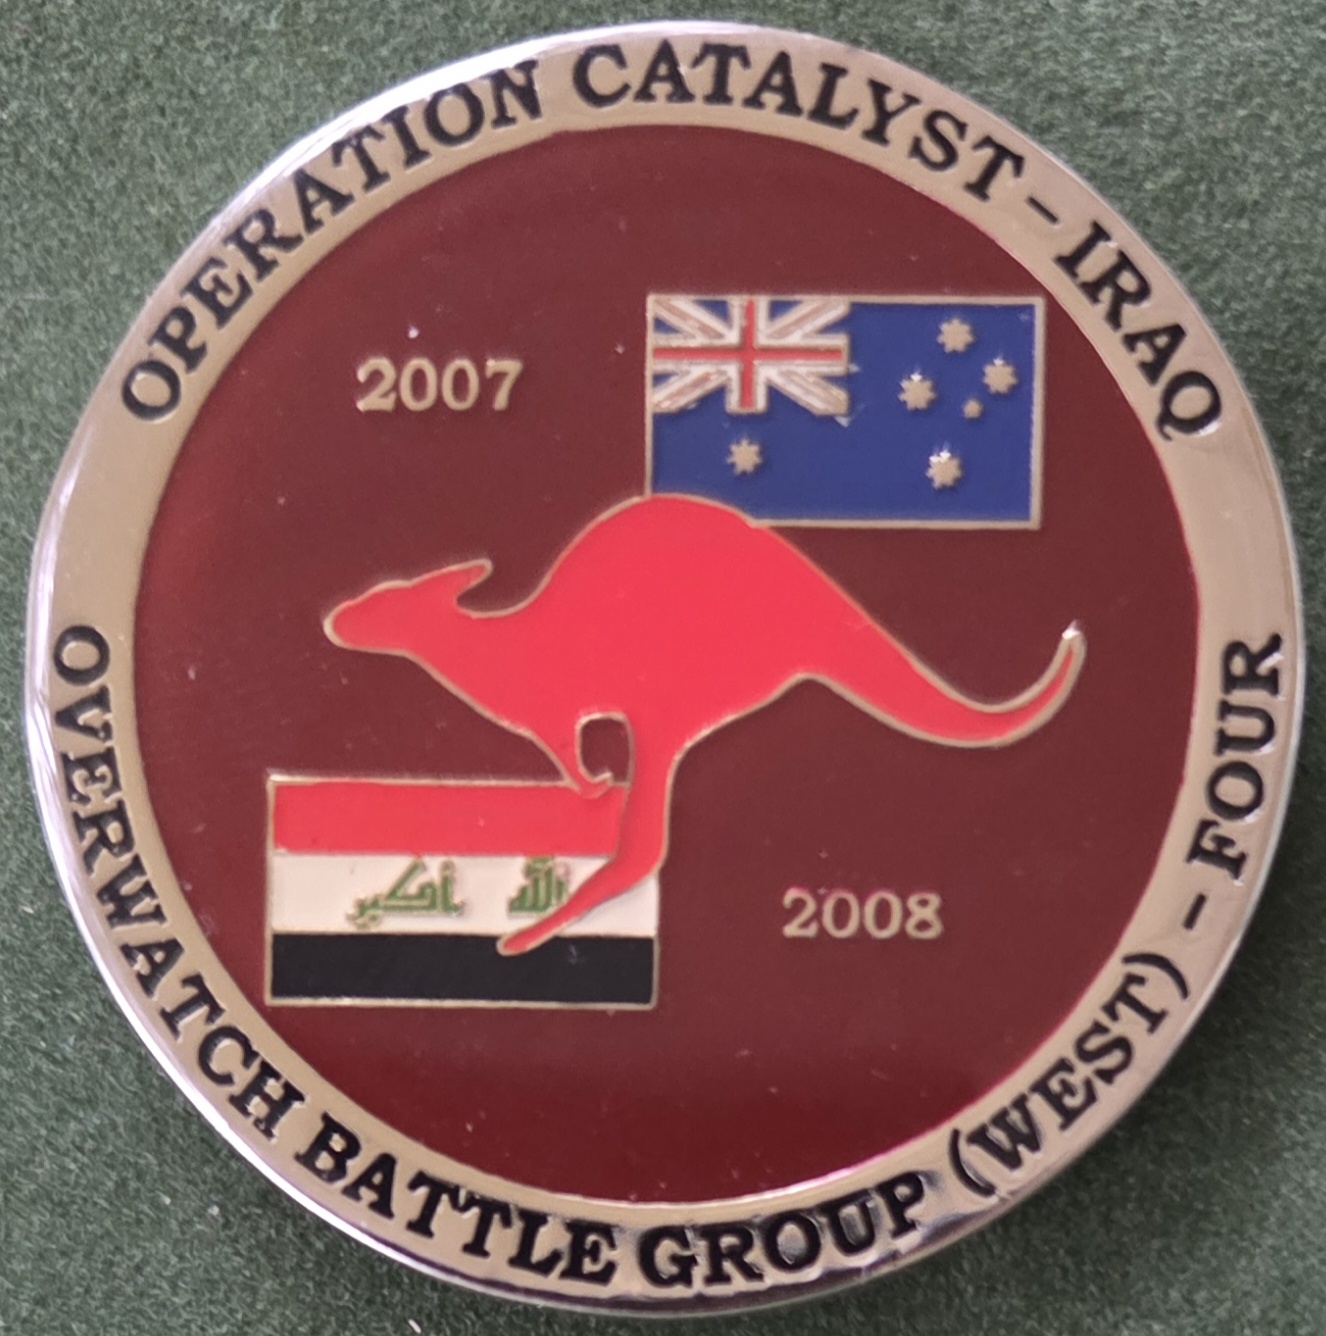 OPERATION CATALYST - IRAQ
2007
الله أكبر
2008
OVERWATCH BATTLE GROUP (WEST) - FOUR